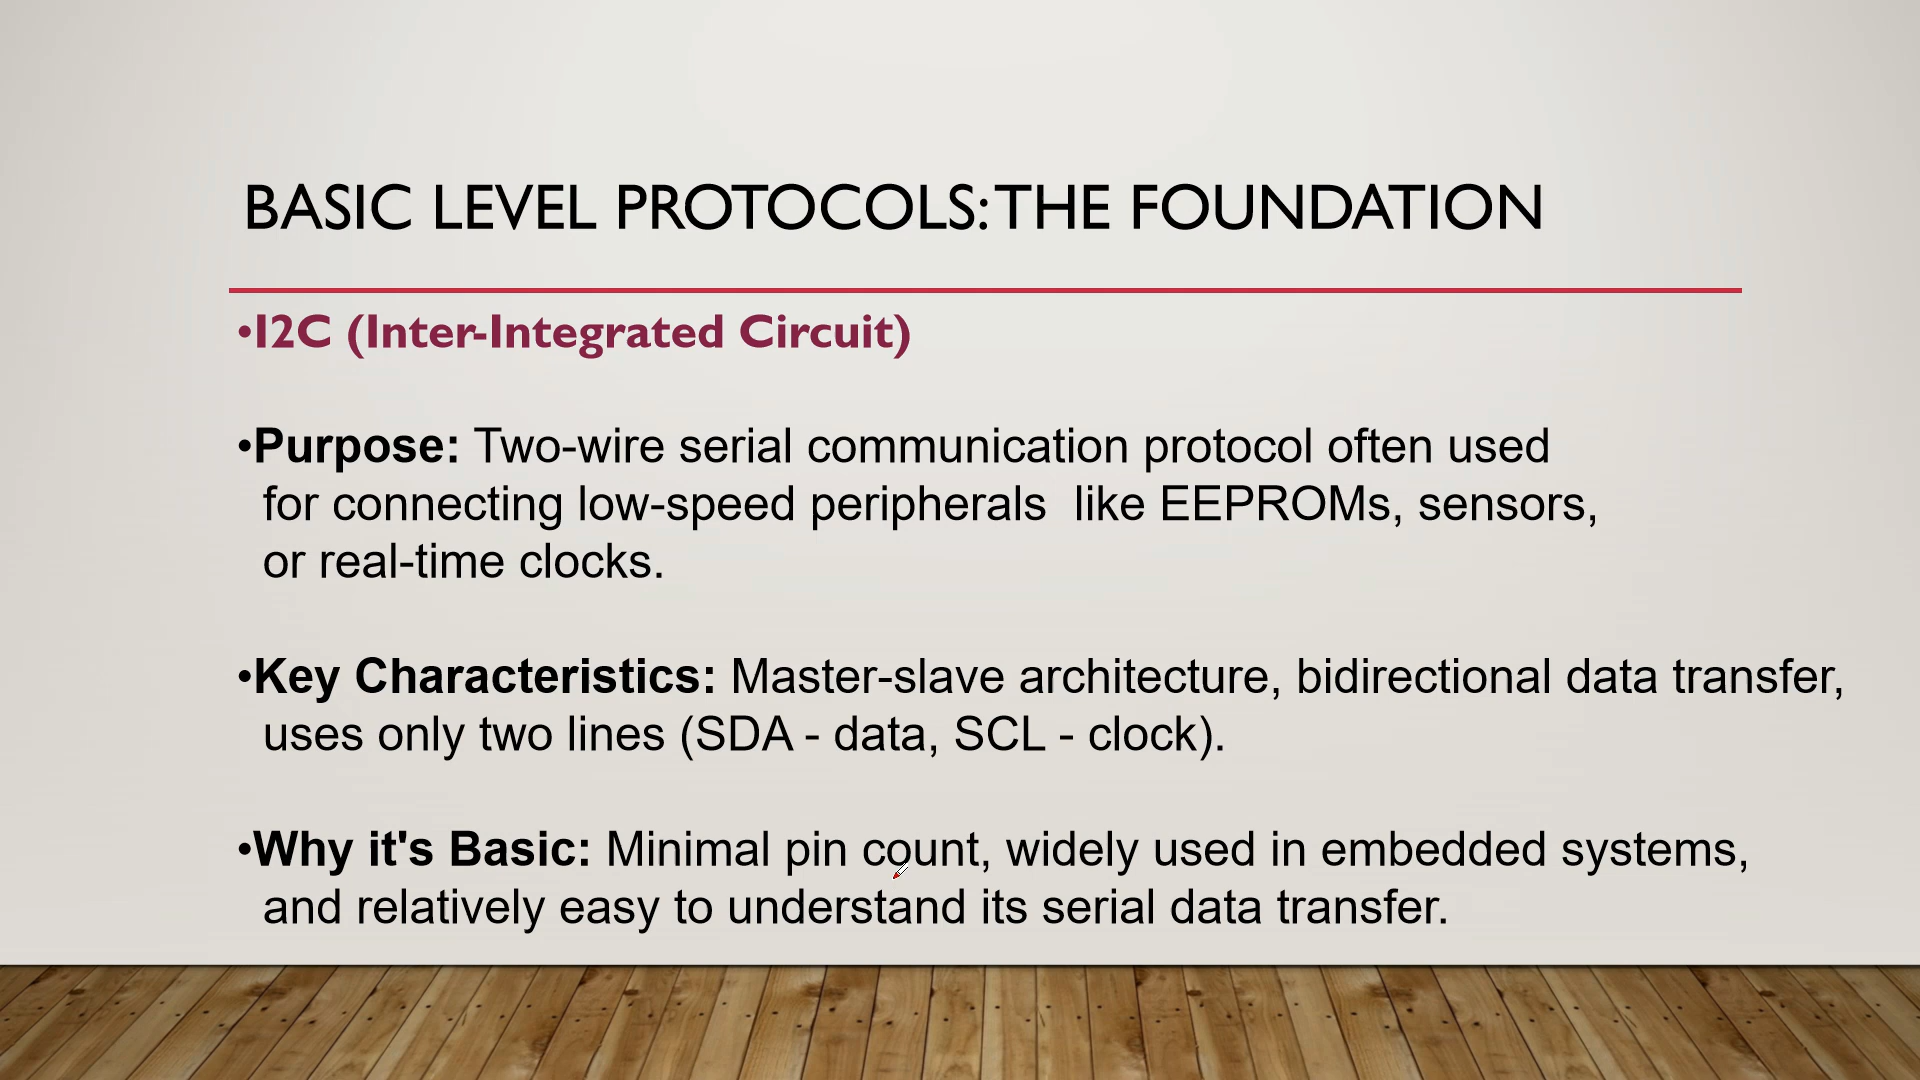 BASIC LEVEL PROTOCOLS: THE FOUNDATION
•I2C (Inter-Integrated Circuit)
•Purpose: Two-wire serial communication protocol often used
for connecting low-speed peripherals  like EEPROMs, sensors,
or real-time clocks.
•Key Characteristics: Master-slave architecture, bidirectional data transfer,
uses only two lines (SDA - data, SCL - clock).
•Why it's Basic: Minimal pin count, widely used in embedded systems,
and relatively easy to understand its serial data transfer.